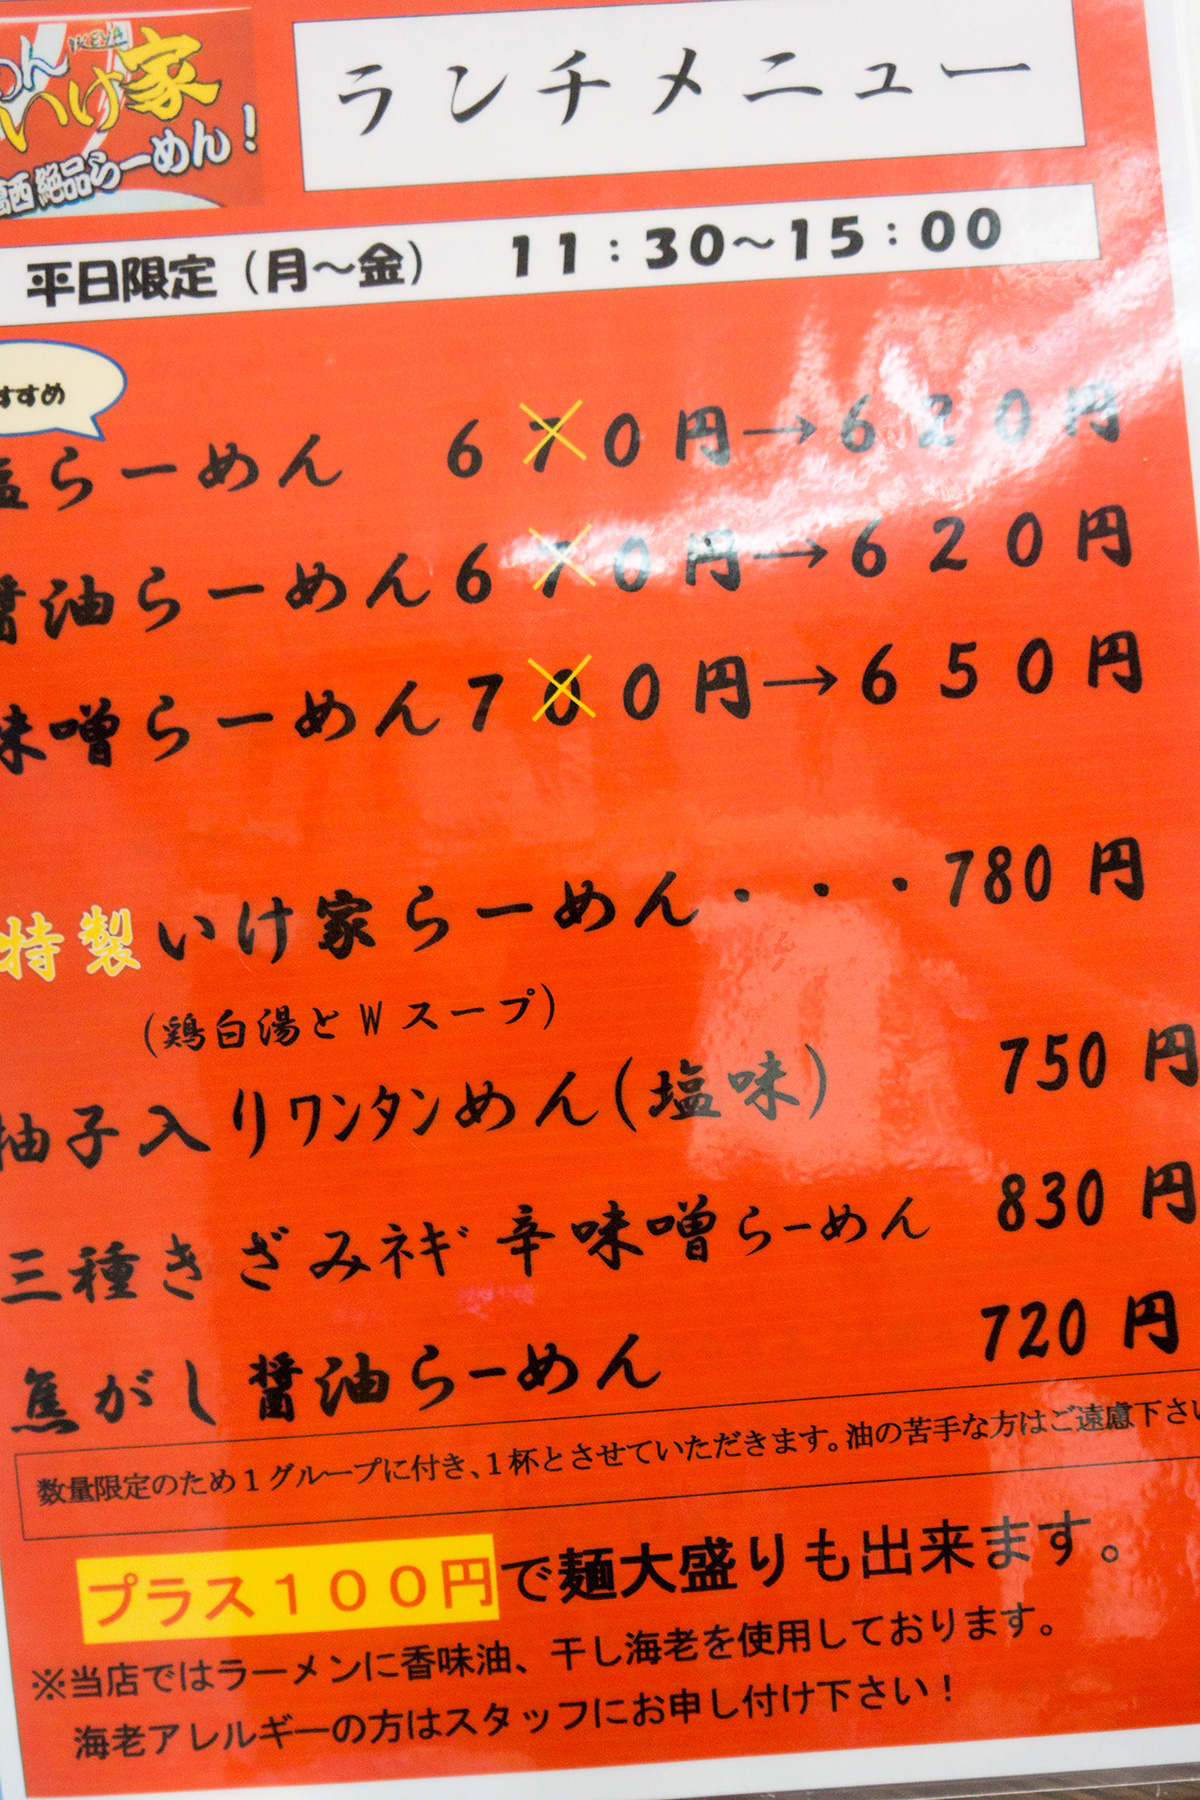 めん IKEYA
いけ家
葛西 絶品らーめん！
ランチメニュー
平日限定（月～金） 11：30～15：00
すすめ
塩らーめん 670円→620円
醤油らーめん670円→620円
味噌らーめん700円→650円
特製いけ家らーめん・・・780円
(鶏白湯とWスープ)
柚子入りワンタンめん(塩味) 750円
三種きざみネギ辛味噌らーめん 830円
焦がし醤油らーめん 720円
数量限定のため1グループに付き、1杯とさせていただきます。油の苦手な方はご遠慮下さい
プラス１００円で麺大盛りも出来ます。
※当店ではラーメンに香味油、干し海老を使用しております。
海老アレルギーの方はスタッフにお申し付け下さい！